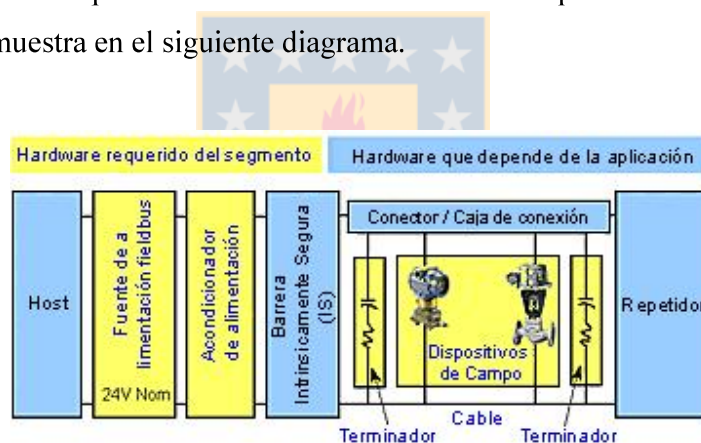 muestra en el siguiente diagrama.
Hardware requerido del segmento
Hardware que depende de la aplicación
Host
Fuente de a
limentación fieldbus
24V Nom
Acondicionador
de alimentación
Barrera
Intrinsicamente Segura
(IS)
Conector / Caja de conexión
Dispositivos
de Campo
Repetidor
Cable
Terminador
Terminador